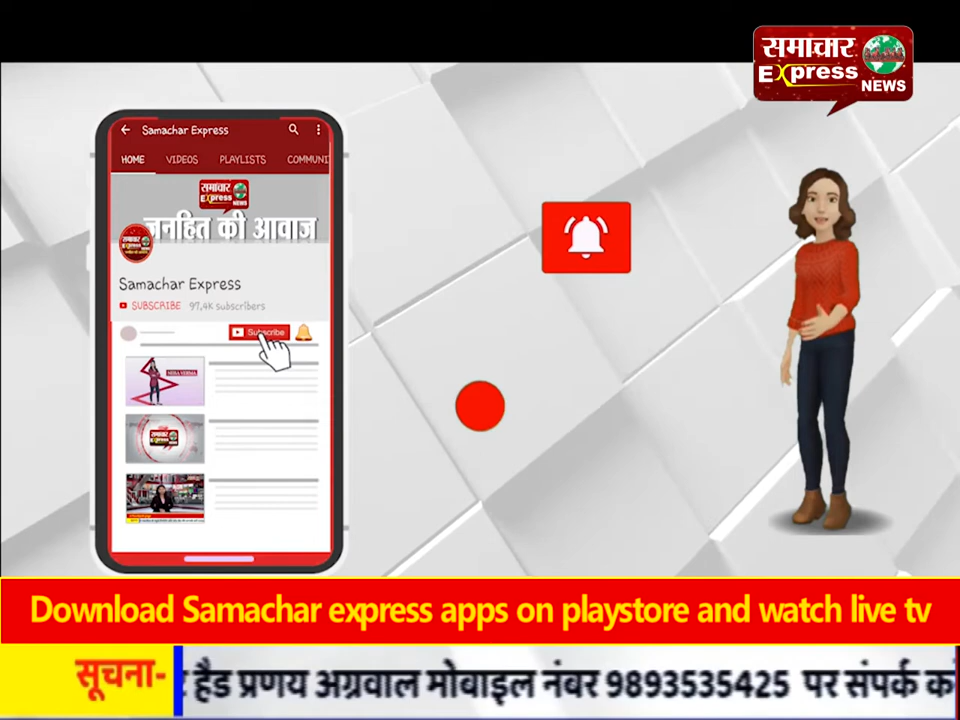 समाचार
Express
NEWS
Samachar Express
HOME VIDEOS PLAYLISTS COMMUNI
समाचार
Express
NEWS
जनहित की आवाज
Samachar Express
SUBSCRIBE 97.4K subscribers
Subscribe
Download Samachar express apps on playstore and watch live tv
सूचना- हैड प्रणय अग्रवाल मोबाइल नंबर 9893535425 पर संपर्क